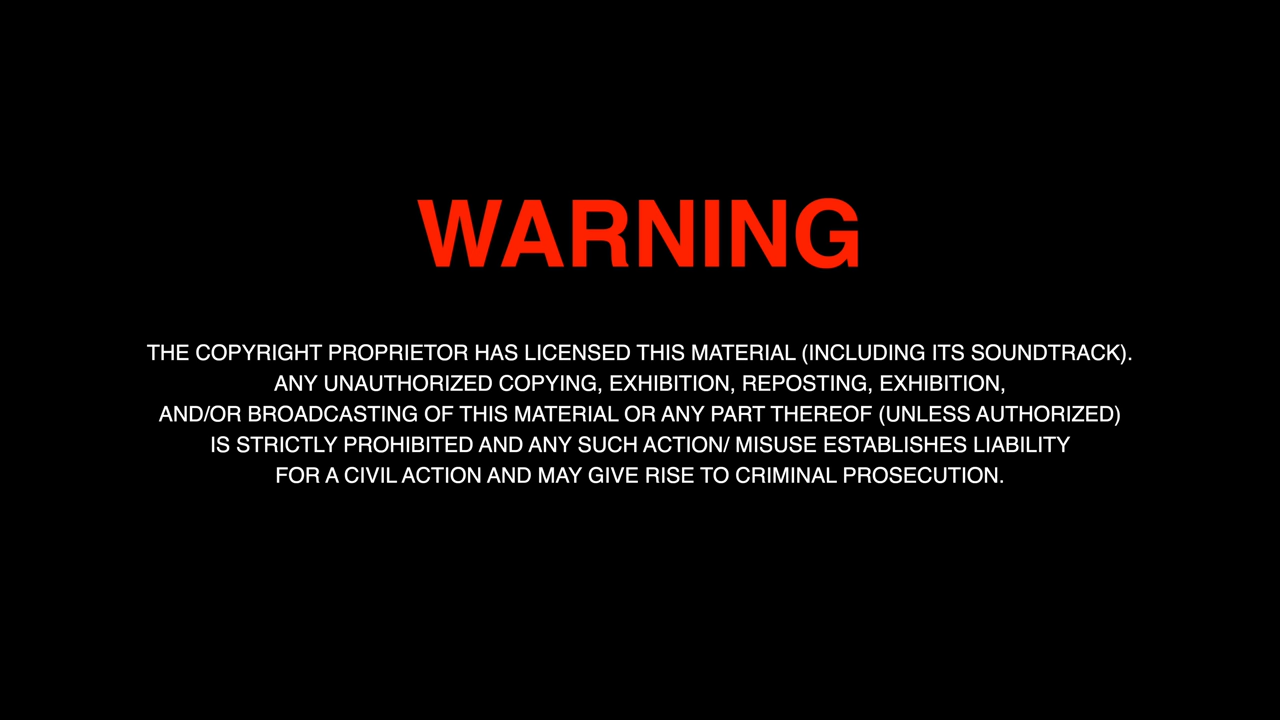 WARNING
THE COPYRIGHT PROPRIETOR HAS LICENSED THIS MATERIAL (INCLUDING ITS SOUNDTRACK).
ANY UNAUTHORIZED COPYING, EXHIBITION, REPOSTING, EXHIBITION,
AND/OR BROADCASTING OF THIS MATERIAL OR ANY PART THEREOF (UNLESS AUTHORIZED)
IS STRICTLY PROHIBITED AND ANY SUCH ACTION/ MISUSE ESTABLISHES LIABILITY
FOR A CIVIL ACTION AND MAY GIVE RISE TO CRIMINAL PROSECUTION.